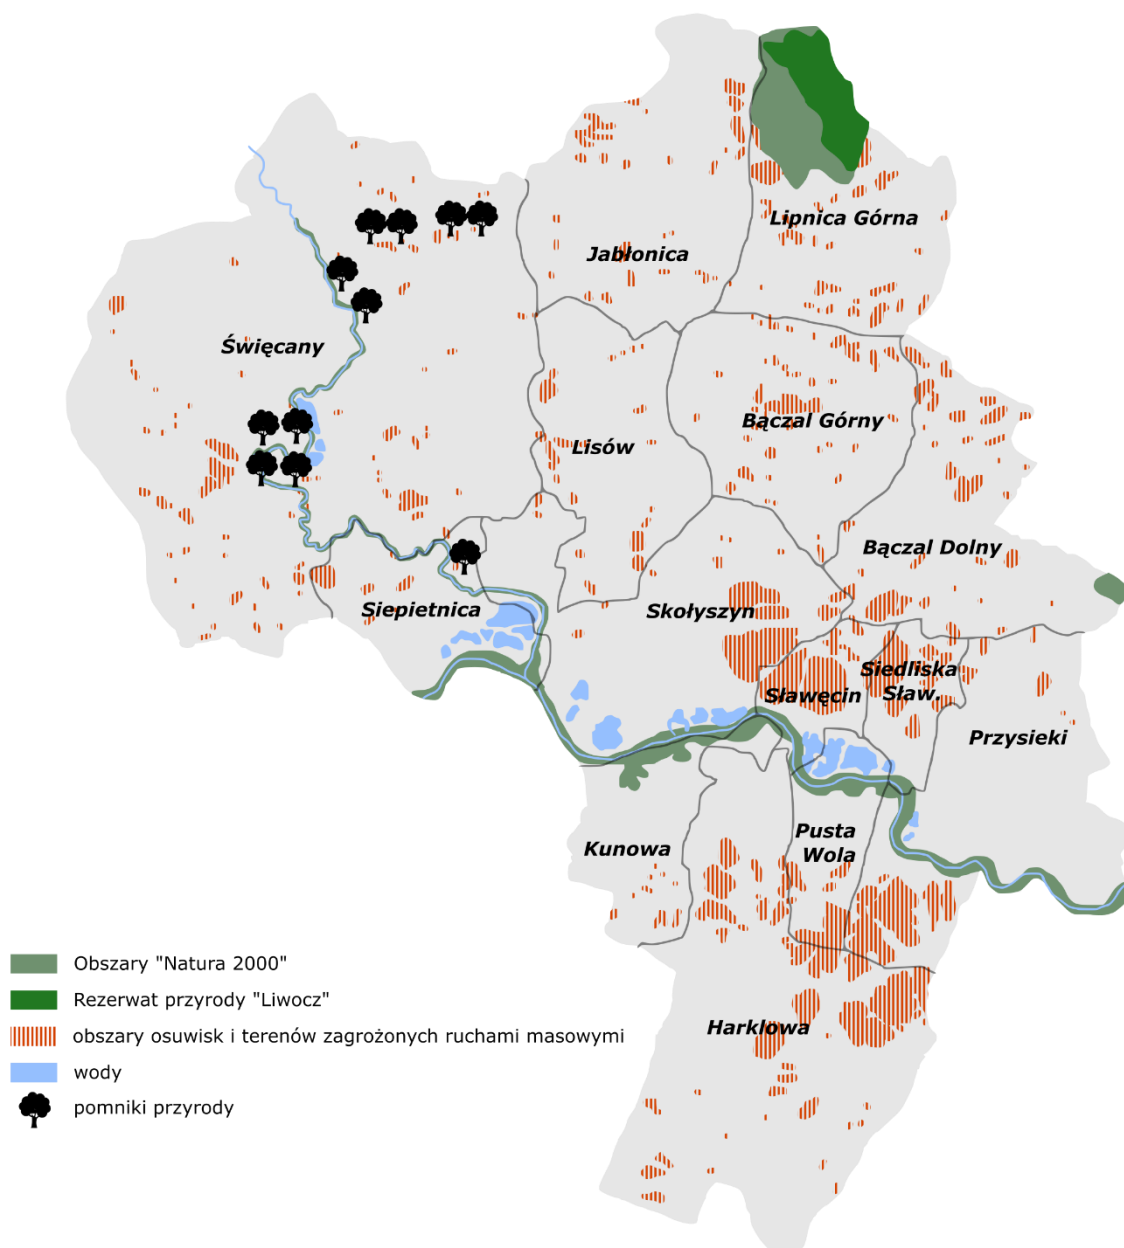 Lipnica Górna
Jabłonica
Święcany
Bączal Górny
Lisów
Bączal Dolny
Siepietnica
Skołyszyn
Siedliska
Sław.
Sławęcin
Przysieki
Pusta
Wola
Kunowa
Obszary "Natura 2000"
Rezerwat przyrody "Liwocz"
obszary osuwisk i terenów zagrożonych ruchami masowymi
Harklowa
wody
pomniki przyrody